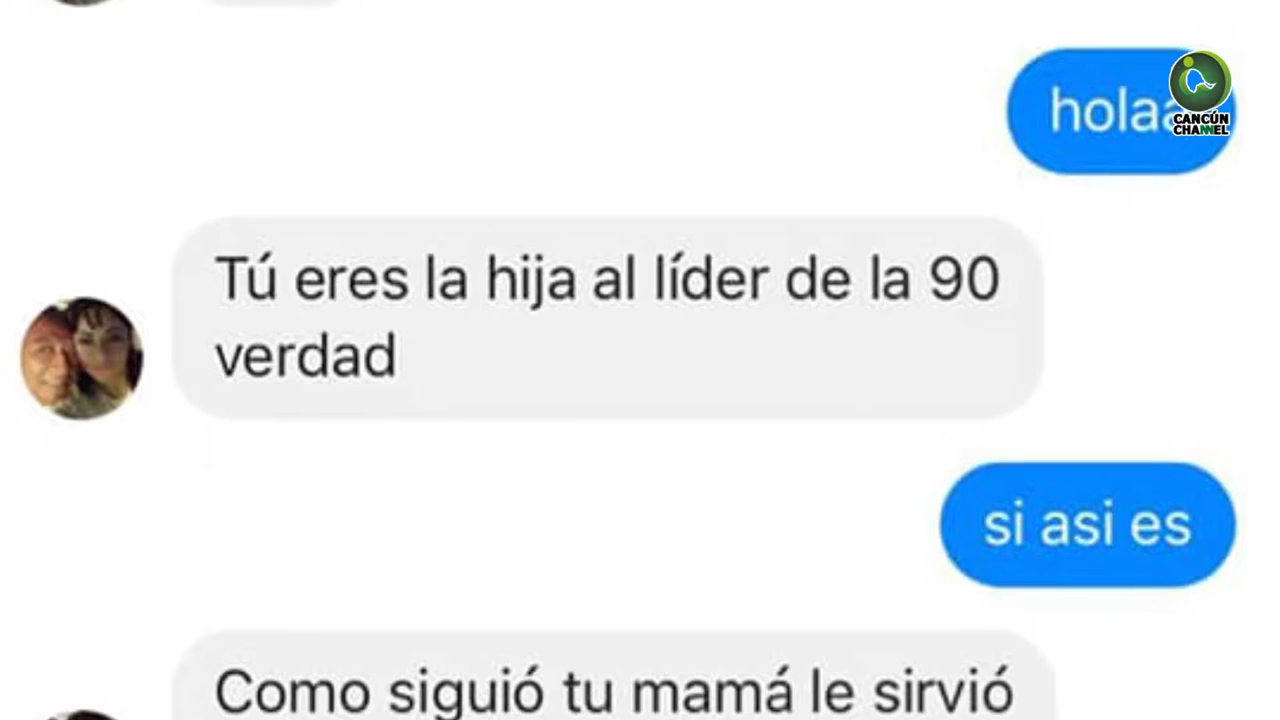 holaa
CANCÚN
CHANNEL
Tú eres la hija al líder de la 90
verdad
si asi es
Como siguió tu mamá le sirvió